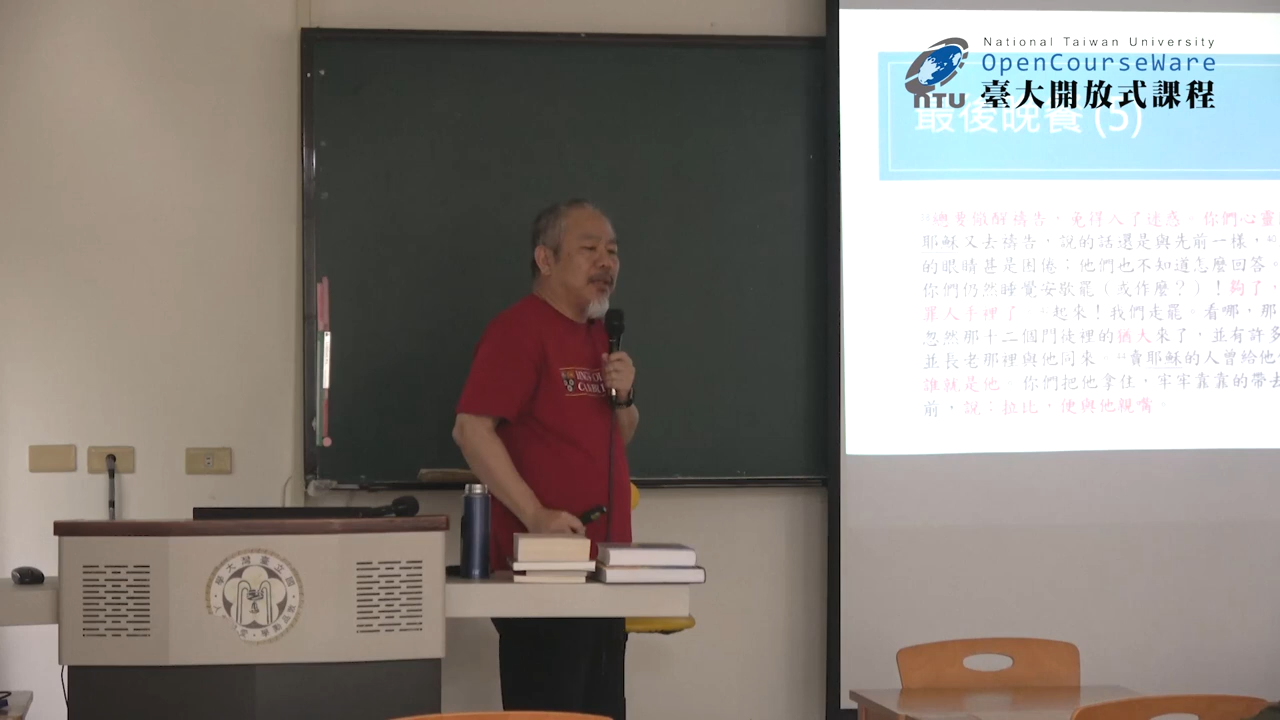 National Taiwan University
OpenCourseWare
NTU 臺大開放式課程
最後晚餐 (5)
總要儆醒禱告，免得入了迷惑。你們心靈
耶穌又去禱告，說的話還是與先前一樣，
的眼睛甚是困倦；他們也不知道怎麼回答。
你們仍然睡覺安歇罷（或作麼？）！夠了，
罪人手裡了。起來！我們走罷。看哪，那
忽然那十二個門徒裡的猶大來了，並有許多
並長老那裡與他同來。賣耶穌的人曾給他
誰就是他。你們把他拿住，牢牢靠靠的帶去
前，說：拉比，便與他親嘴。